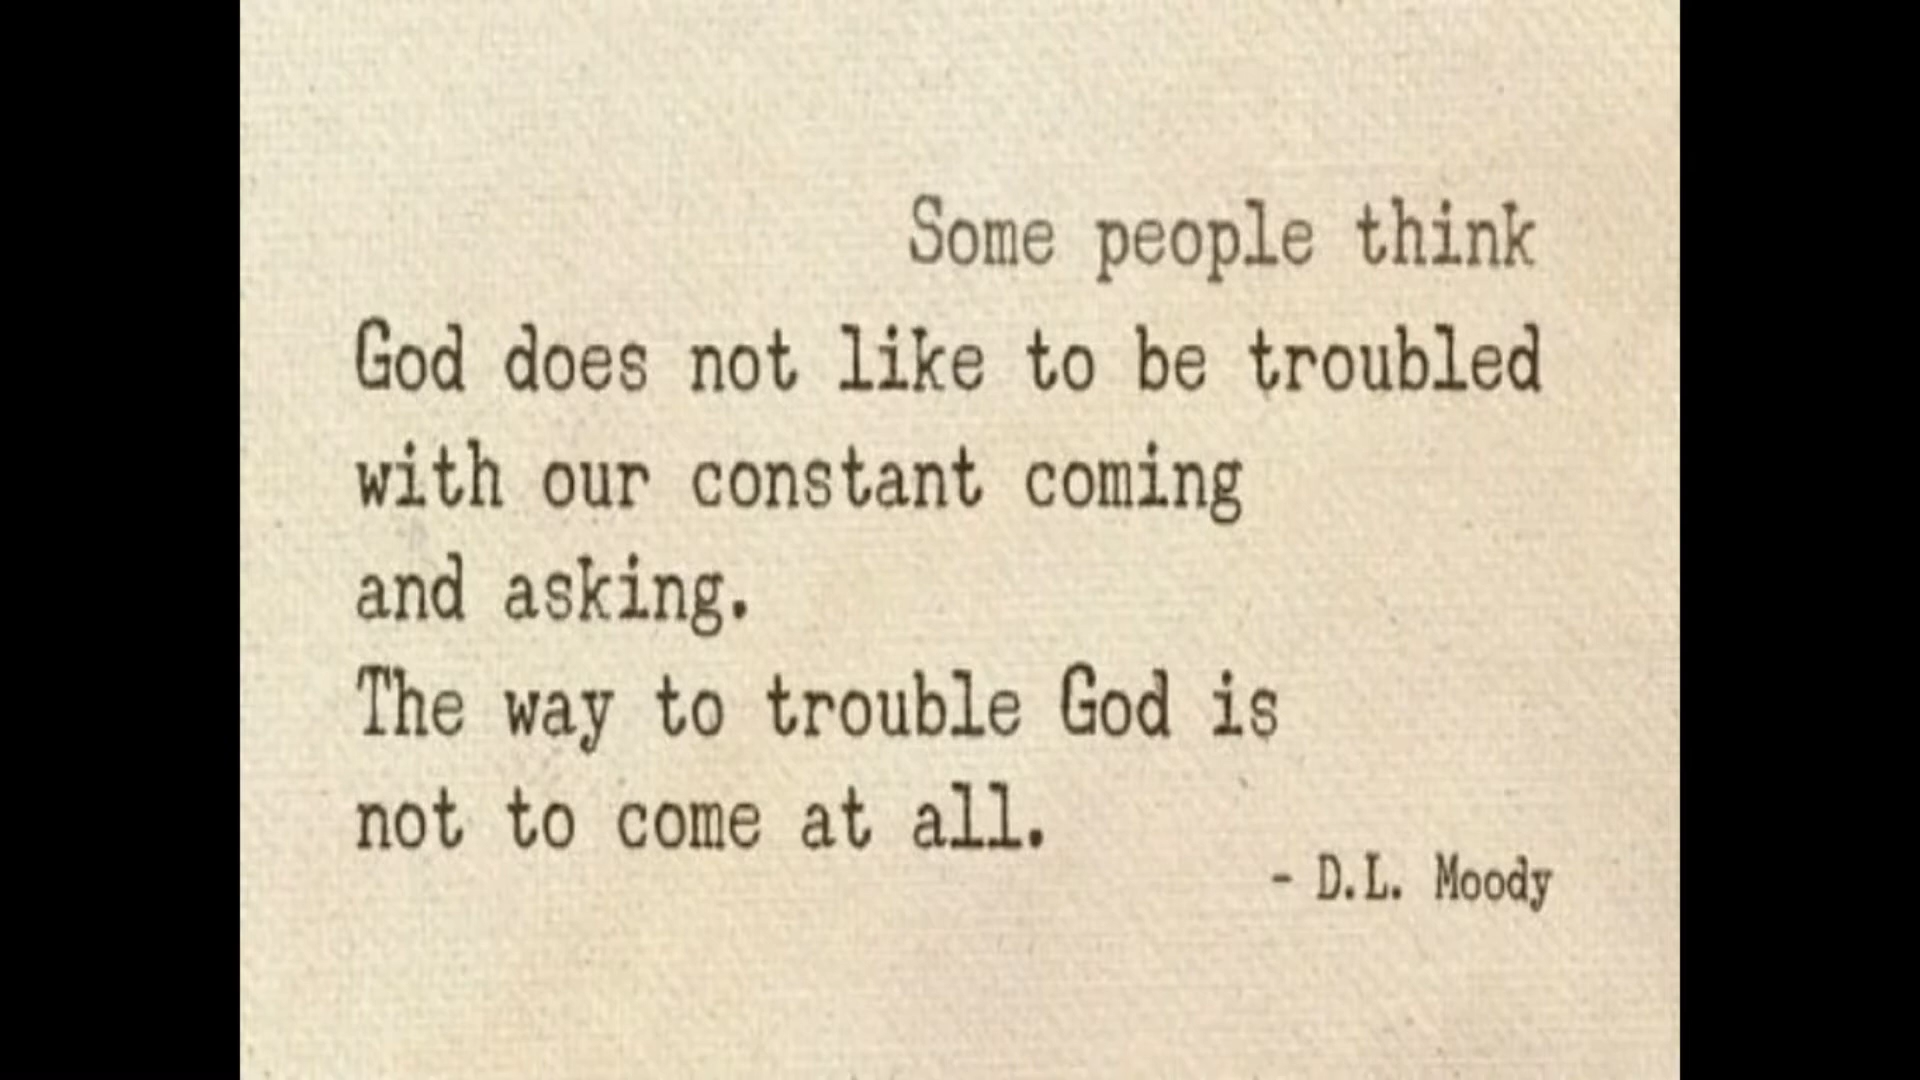 Some people think
God does not like to be troubled
with our constant coming
and asking.
The way to trouble God is
not to come at all.
- D.L. Moody